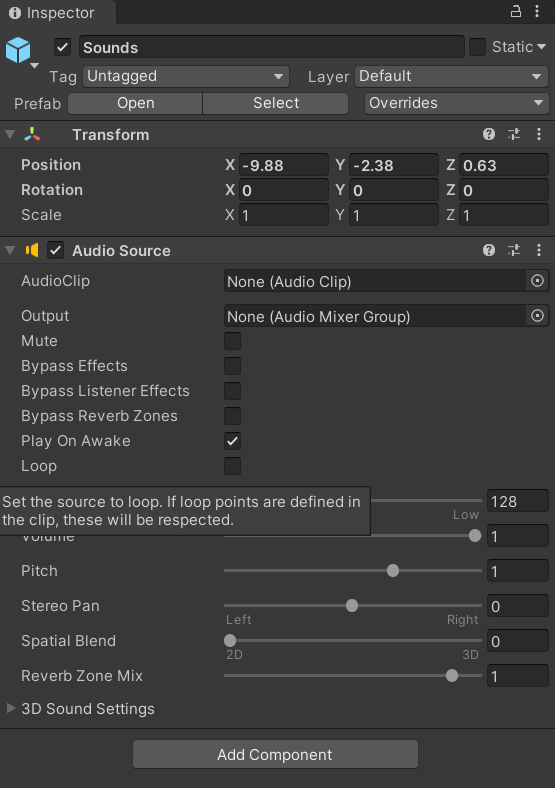 Inspector
Sounds
Static
Tag Untagged Layer Default
Prefab Open Select Overrides
Transform
Position X -9.88 Y -2.38 Z 0.63
Rotation X 0 Y 0 Z 0
Scale X 1 Y 1 Z 1
Audio Source
AudioClip None (Audio Clip)
Output None (Audio Mixer Group)
Mute
Bypass Effects
Bypass Listener Effects
Bypass Reverb Zones
Play On Awake
Loop
Set the source to loop. If loop points are defined in
the clip, these will be respected.
128
Low
Volume 1
Pitch 1
Stereo Pan 0
Left Right
Spatial Blend 0
2D 3D
Reverb Zone Mix 1
3D Sound Settings
Add Component